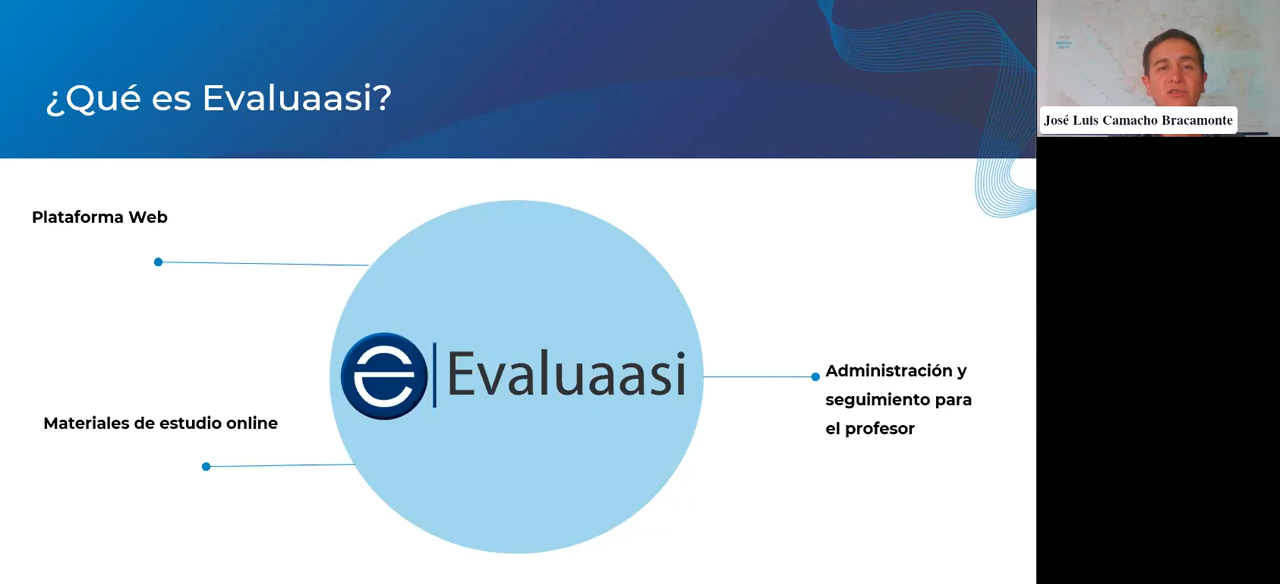 ¿Qué es Evaluaasi?
José Luis Camacho Bracamonte
Plataforma Web
Evaluaasi
Administración y
seguimiento para
el profesor
Materiales de estudio online